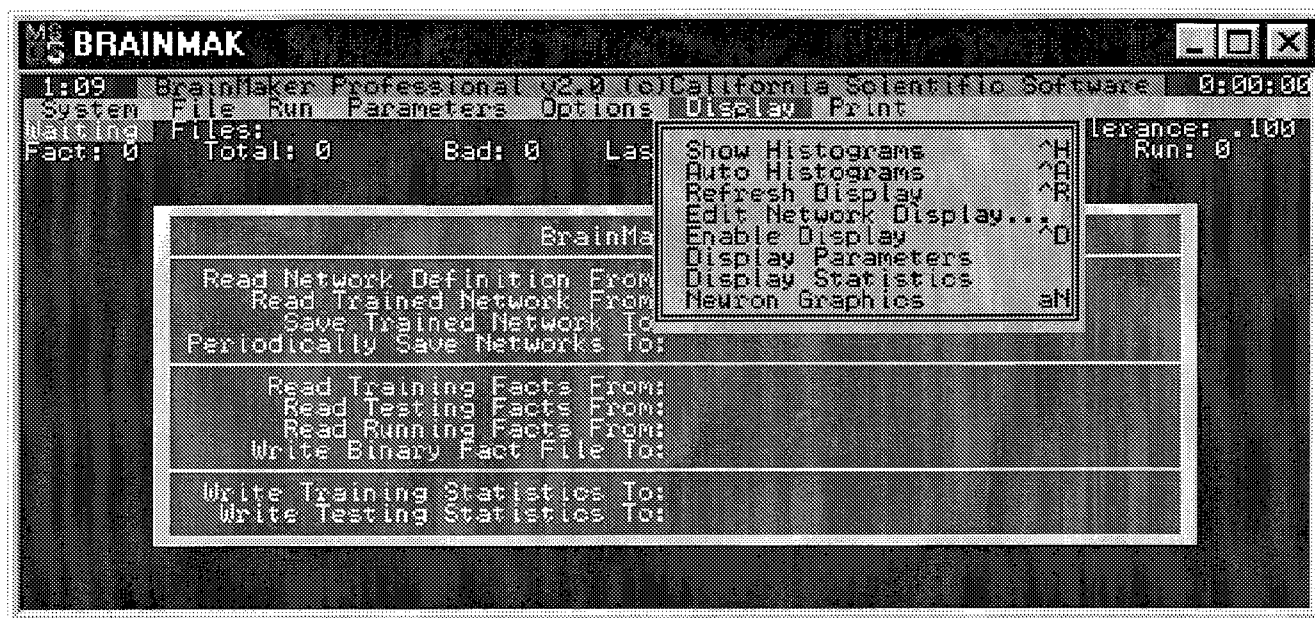 MS DOS BRAINMAK
1:09 BrainMaker Professional v2.0 (c)California Scientific Software 0:00:06
System File Run Parameters Options Display Print
Waiting Files: lerance: .100
Fact: 0 Total: 0 Bad: 0 Las Run: 0
Show Histograms ^H
Auto Histograms ^A
Refresh Display ^R
Edit Network Display...
Enable Display ^D
Display Parameters
Display Statistics
Neuron Graphics aN
BrainMa
Read Network Definition From
Read Trained Network From
Save Trained Network To
Periodically Save Networks To:
Read Training Facts From:
Read Testing Facts From:
Read Running Facts From:
Write Binary Fact File To:
Write Training Statistics To:
Write Testing Statistics To: